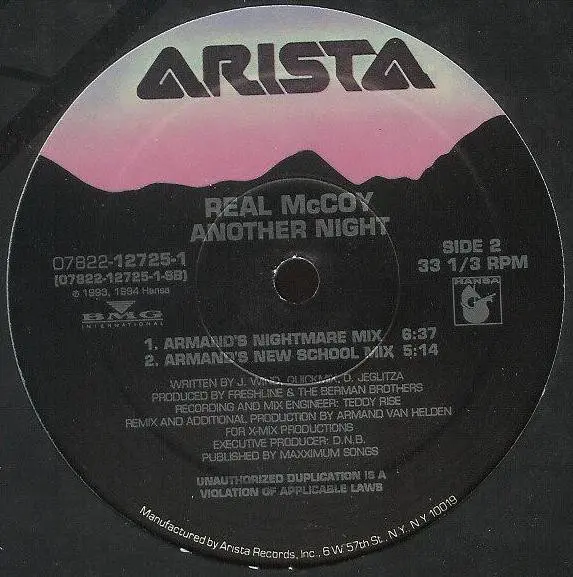 ARISTA
REAL McCOY
ANOTHER NIGHT
07822-12725-1
(07822-12725-1-SB)
℗ 1993, 1994 Hansa
BMG
INTERNATIONAL
SIDE 2
33 1/3 RPM
HANSA
1. ARMAND'S NIGHTMARE MIX 6:37
2. ARMAND'S NEW SCHOOL MIX 5:14
WRITTEN BY J. WIND, QUICKMIX, O. JEGLITZA
PRODUCED BY FRESHLINE & THE BERMAN BROTHERS
RECORDING AND MIX ENGINEER: TEDDY RISE
REMIX AND ADDITIONAL PRODUCTION BY ARMAND VAN HELDEN
FOR X-MIX PRODUCTIONS
EXECUTIVE PRODUCER: D.N.B.
PUBLISHED BY MAXXIMUM SONGS
UNAUTHORIZED DUPLICATION IS A
VIOLATION OF APPLICABLE LAWS
Manufactured by Arista Records, Inc., 6 W 57th St., N.Y., N.Y. 10019